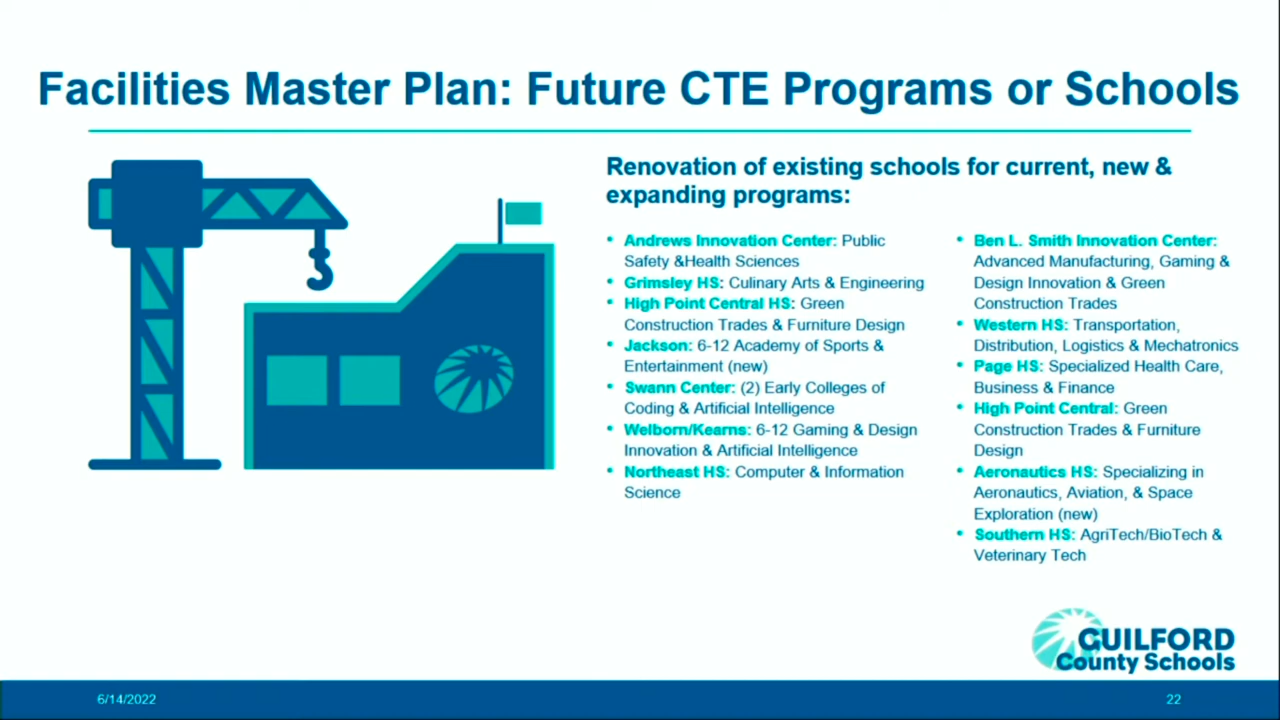 Facilities Master Plan: Future CTE Programs or Schools
Renovation of existing schools for current, new &
expanding programs:
• Andrews Innovation Center: Public
Safety &Health Sciences
• Grimsley HS: Culinary Arts & Engineering
• High Point Central HS: Green
Construction Trades & Furniture Design
• Jackson: 6-12 Academy of Sports &
Entertainment (new)
• Swann Center: (2) Early Colleges of
Coding & Artificial Intelligence
• Welborn/Kearns: 6-12 Gaming & Design
Innovation & Artificial Intelligence
• Northeast HS: Computer & Information
Science
• Ben L. Smith Innovation Center:
Advanced Manufacturing, Gaming &
Design Innovation & Green
Construction Trades
• Western HS: Transportation,
Distribution, Logistics & Mechatronics
• Page HS: Specialized Health Care,
Business & Finance
• High Point Central: Green
Construction Trades & Furniture
Design
• Aeronautics HS: Specializing in
Aeronautics, Aviation, & Space
Exploration (new)
• Southern HS: AgriTech/BioTech &
Veterinary Tech
GUILFORD
County Schools
6/14/2022
22